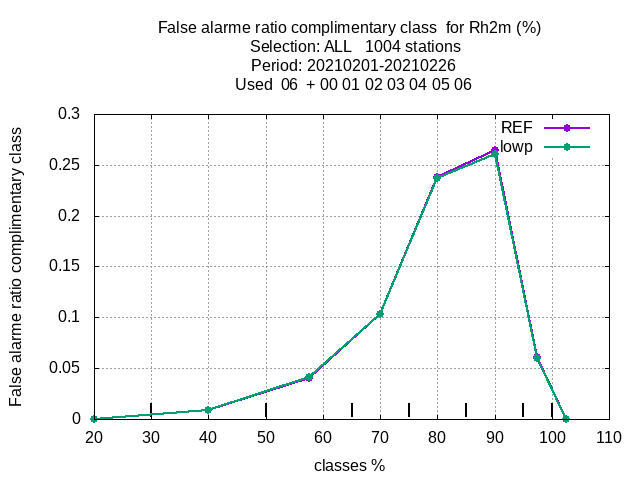 False alarme ratio complimentary class  for Rh2m (%)
Selection: ALL   1004 stations
Period: 20210201-20210226
Used  06  + 00 01 02 03 04 05 06
False alarme ratio complimentary class
0.3
0.25
0.2
0.15
0.1
0.05
0
REF
lowp
20 30 40 50 60 70 80 90 100 110
classes %